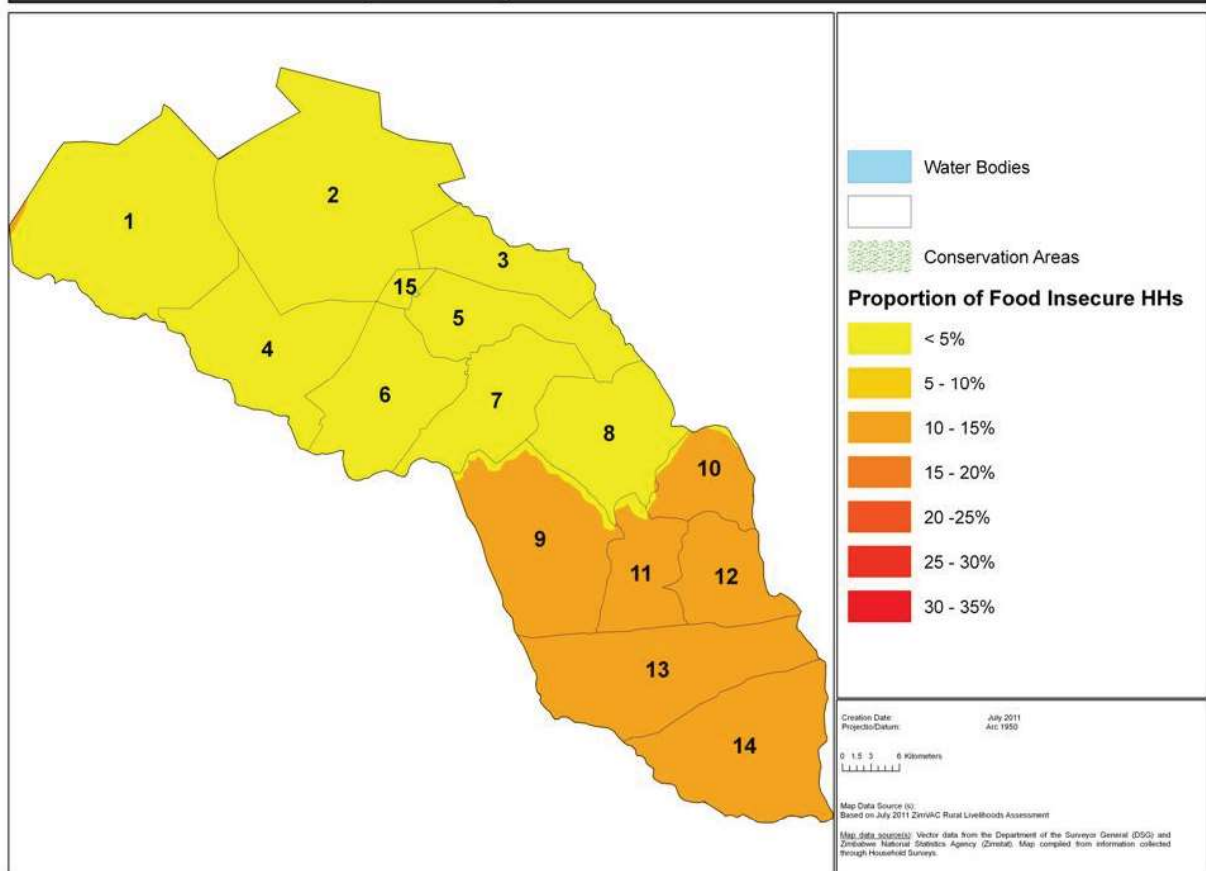 1
2
3
15
5
4
6
7
8
10
9
11
12
13
14
Water Bodies
Conservation Areas
Proportion of Food Insecure HHs
< 5%
5 - 10%
10 - 15%
15 - 20%
20 -25%
25 - 30%
30 - 35%
Creation Date: July 2011
Projectio/Datum: Arc 1950
0 1.5 3 6 Kilometers
Map Data Source (s):
Based on July 2011 ZimVAC Rural Livelihoods Assessment
Map data source(s): Vector data from the Department of the Surveyor General (DSG) and
Zimbabwe National Statistics Agency (Zimstat). Map compiled from information collected
through Household Surveys.